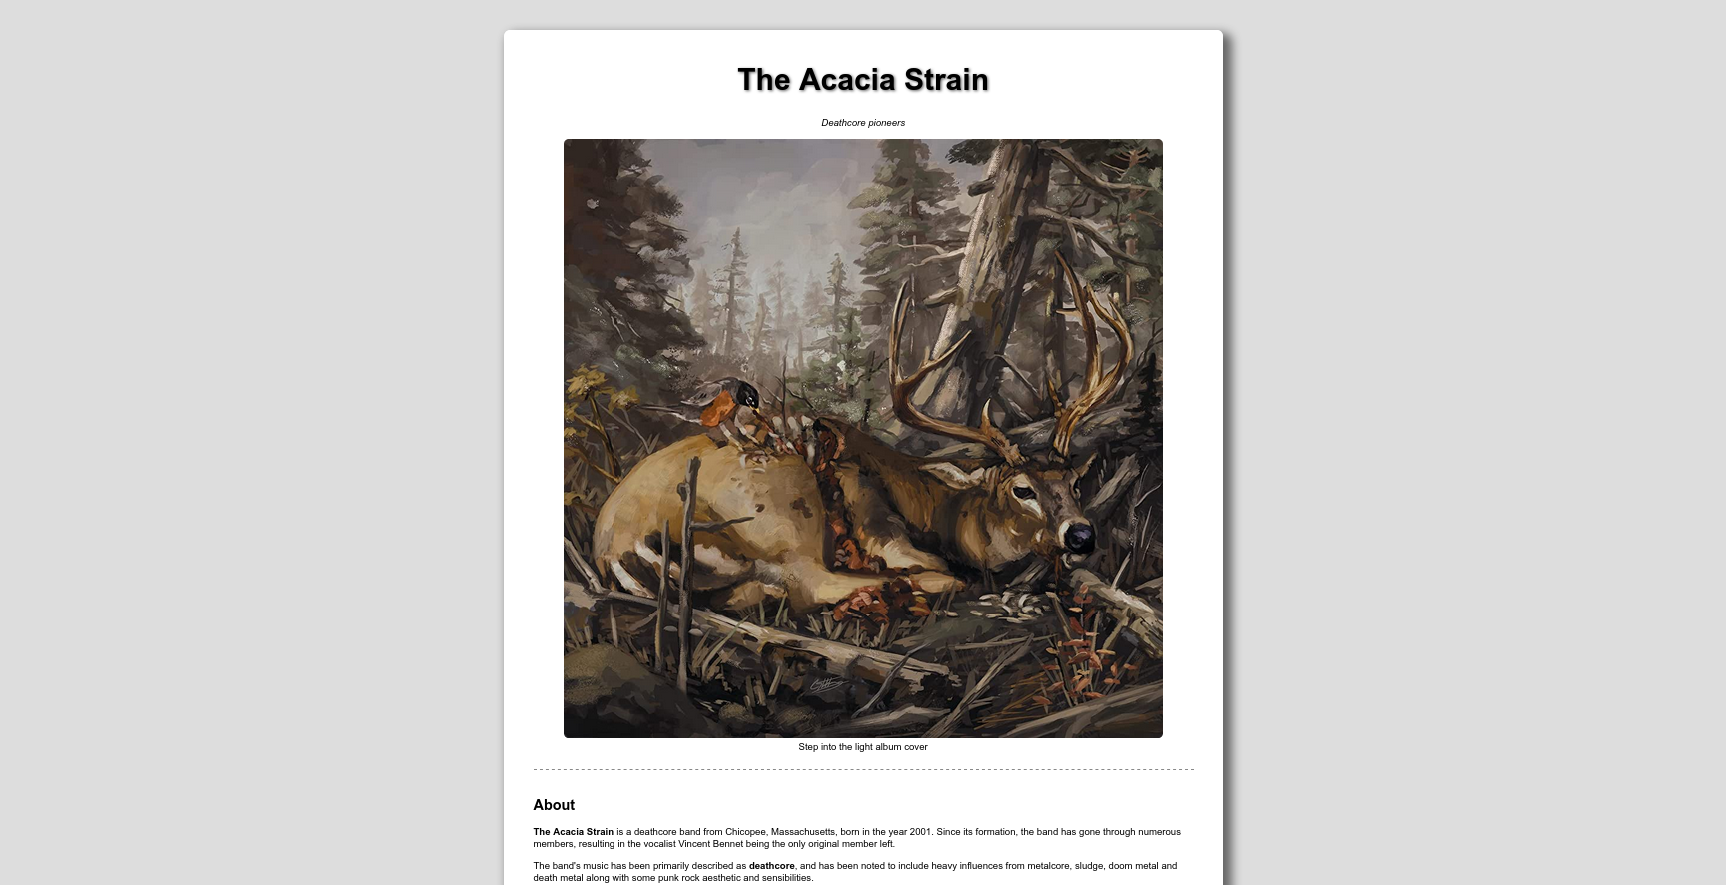 The Acacia Strain
Deathcore pioneers
Step into the light album cover
About
The Acacia Strain is a deathcore band from Chicopee, Massachusetts, born in the year 2001. Since its formation, the band has gone through numerous
members, resulting in the vocalist Vincent Bennet being the only original member left.
The band's music has been primarily described as deathcore, and has been noted to include heavy influences from metalcore, sludge, doom metal and
death metal along with some punk rock aesthetic and sensibilities.